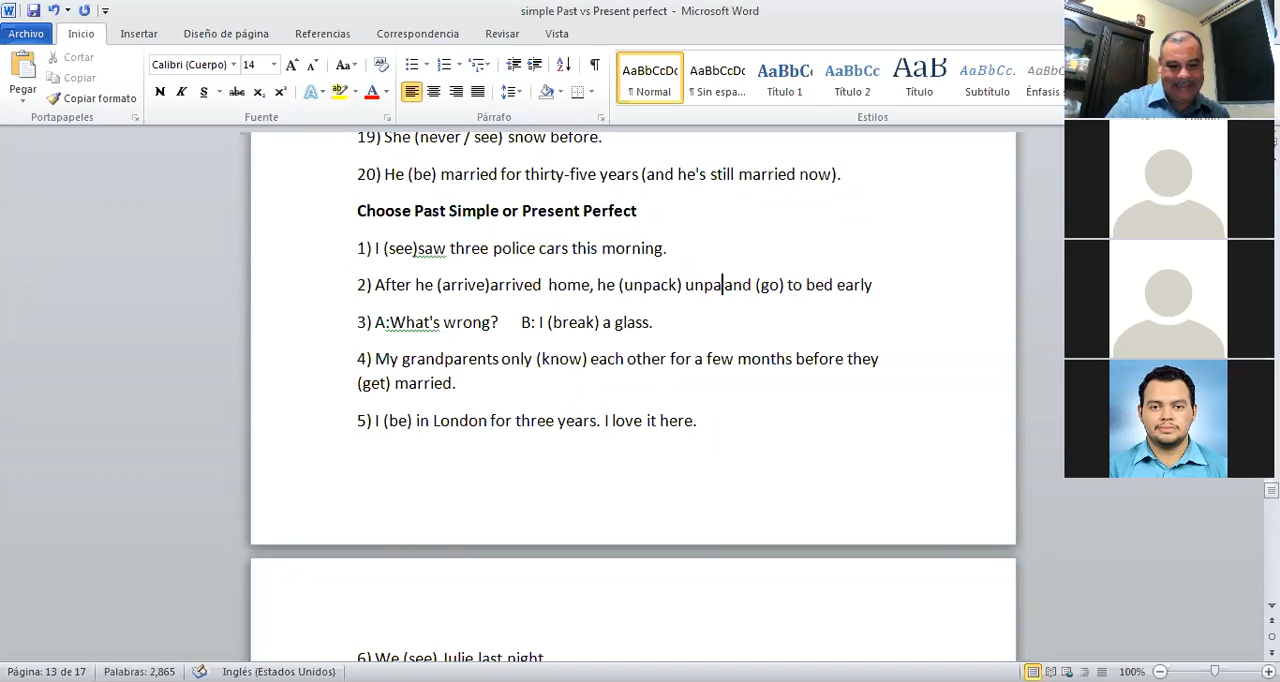 simple Past vs Present perfect - Microsoft Word
Archivo Inicio Insertar Diseño de página Referencias Correspondencia Revisar Vista
Cortar
Copiar
Copiar formato
Pegar
Portapapeles
Calibri (Cuerpo) 14
Fuente
Párrafo
AaBbCcDc AaBbCcDc AaBbC AaBbCc AaB AaBbCc. AaBbCc
¶ Normal ¶ Sin espa... Título 1 Título 2 Título Subtítulo Énfasis
Estilos
19) She (never / see) snow before.
20) He (be) married for thirty-five years (and he's still married now).
Choose Past Simple or Present Perfect
1) I (see)saw three police cars this morning.
2) After he (arrive)arrived home, he (unpack) unpaand (go) to bed early
3) A:What's wrong? B: I (break) a glass.
4) My grandparents only (know) each other for a few months before they
(get) married.
5) I (be) in London for three years. I love it here.
6) We (see) Julie last night.
Página: 13 de 17 Palabras: 2,865 Inglés (Estados Unidos) 100%